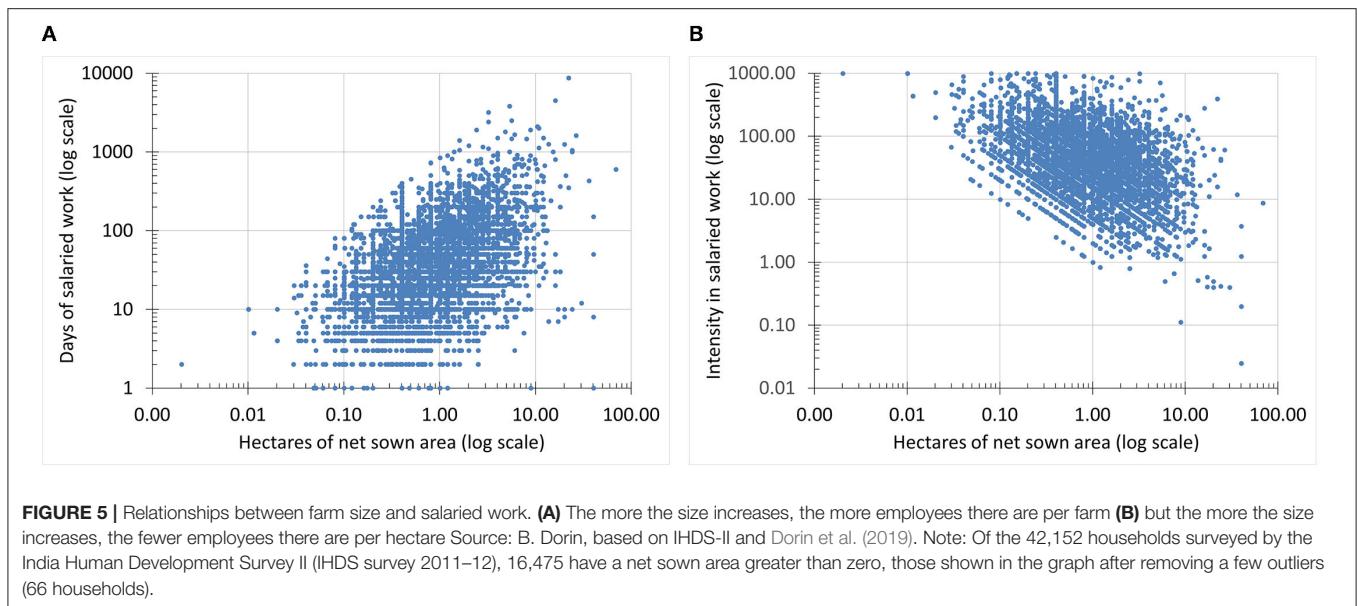 A
Days of salaried work (log scale)
10000
1000
100
10
1
0.00 0.01 0.10 1.00 10.00 100.00
Hectares of net sown area (log scale)
B
Intensity in salaried work (log scale)
1000.00
100.00
10.00
1.00
0.10
0.01
0.00 0.01 0.10 1.00 10.00 100.00
Hectares of net sown area (log scale)
FIGURE 5 | Relationships between farm size and salaried work. (A) The more the size increases, the more employees there are per farm (B) but the more the size
increases, the fewer employees there are per hectare Source: B. Dorin, based on IHDS-II and Dorin et al. (2019). Note: Of the 42,152 households surveyed by the
India Human Development Survey II (IHDS survey 2011–12), 16,475 have a net sown area greater than zero, those shown in the graph after removing a few outliers
(66 households).